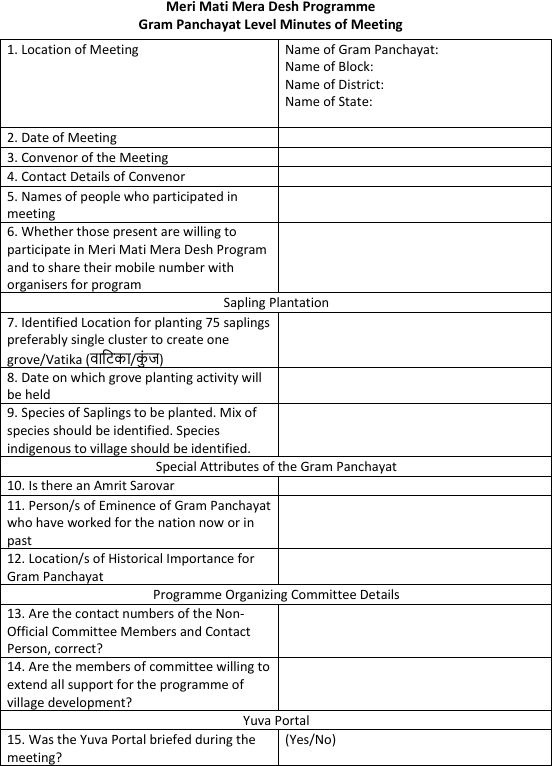 Meri Mati Mera Desh Programme
Gram Panchayat Level Minutes of Meeting
1. Location of Meeting
Name of Gram Panchayat:
Name of Block:
Name of District:
Name of State:
2. Date of Meeting
3. Convenor of the Meeting
4. Contact Details of Convenor
5. Names of people who participated in
meeting
6. Whether those present are willing to
participate in Meri Mati Mera Desh Program
and to share their mobile number with
organisers for program
Sapling Plantation
7. Identified Location for planting 75 saplings
preferably single cluster to create one
grove/Vatika (वाटिका/कुंज)
8. Date on which grove planting activity will
be held
9. Species of Saplings to be planted. Mix of
species should be identified. Species
indigenous to village should be identified.
Special Attributes of the Gram Panchayat
10. Is there an Amrit Sarovar
11. Person/s of Eminence of Gram Panchayat
who have worked for the nation now or in
past
12. Location/s of Historical Importance for
Gram Panchayat
Programme Organizing Committee Details
13. Are the contact numbers of the Non-
Official Committee Members and Contact
Person, correct?
14. Are the members of committee willing to
extend all support for the programme of
village development?
Yuva Portal
15. Was the Yuva Portal briefed during the
meeting?
(Yes/No)